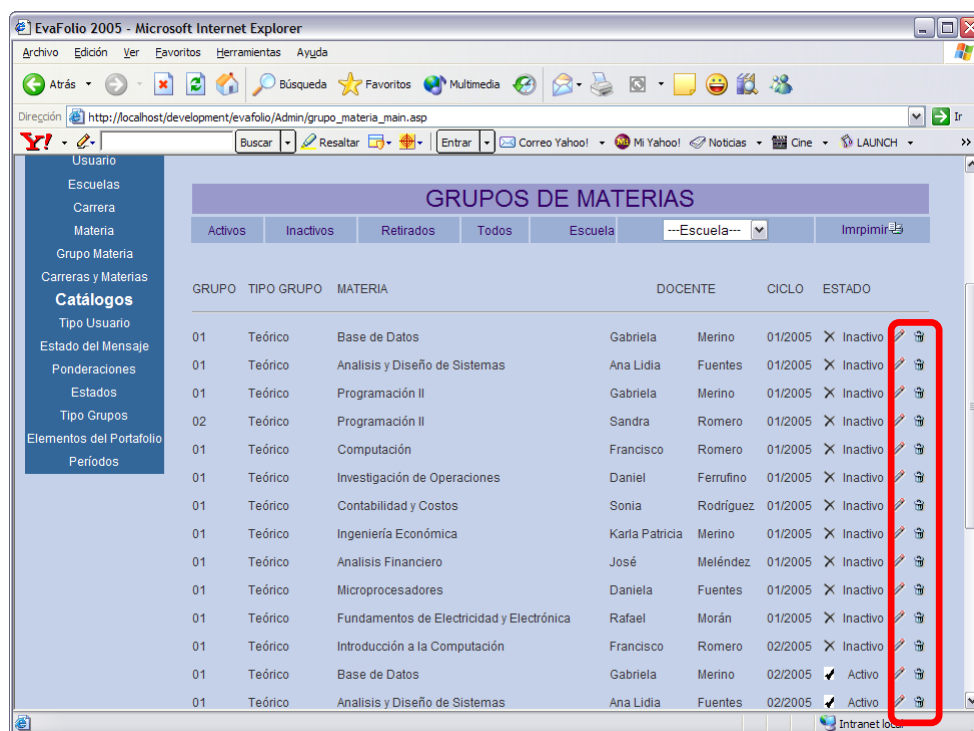 EvaFolio 2005 - Microsoft Internet Explorer
Archivo Edición Ver Favoritos Herramientas Ayuda
Atrás Búsqueda Favoritos Multimedia
Dirección http://localhost/development/evafolio/Admin/grupo_materia_main.asp Ir
Y! Buscar Resaltar Entrar Correo Yahoo! Mi Yahoo! Noticias Cine LAUNCH »
Usuario
Escuelas
Carrera
Materia
Grupo Materia
Carreras y Materias
Catálogos
Tipo Usuario
Estado del Mensaje
Ponderaciones
Estados
Tipo Grupos
Elementos del Portafolio
Períodos
GRUPOS DE MATERIAS
Activos Inactivos Retirados Todos Escuela ---Escuela--- Imrpimir
GRUPO TIPO GRUPO MATERIA DOCENTE CICLO ESTADO
01 Teórico Base de Datos Gabriela Merino 01/2005 Inactivo
01 Teórico Analisis y Diseño de Sistemas Ana Lidia Fuentes 01/2005 Inactivo
01 Teórico Programación II Gabriela Merino 01/2005 Inactivo
02 Teórico Programación II Sandra Romero 01/2005 Inactivo
01 Teórico Computación Francisco Romero 01/2005 Inactivo
01 Teórico Investigación de Operaciones Daniel Ferrufino 01/2005 Inactivo
01 Teórico Contabilidad y Costos Sonia Rodríguez 01/2005 Inactivo
01 Teórico Ingeniería Económica Karla Patricia Merino 01/2005 Inactivo
01 Teórico Analisis Financiero José Meléndez 01/2005 Inactivo
01 Teórico Microprocesadores Daniela Fuentes 01/2005 Inactivo
01 Teórico Fundamentos de Electricidad y Electrónica Rafael Morán 01/2005 Inactivo
01 Teórico Introducción a la Computación Francisco Romero 02/2005 Inactivo
01 Teórico Base de Datos Gabriela Merino 02/2005 Activo
01 Teórico Analisis y Diseño de Sistemas Ana Lidia Fuentes 02/2005 Activo
Intranet local